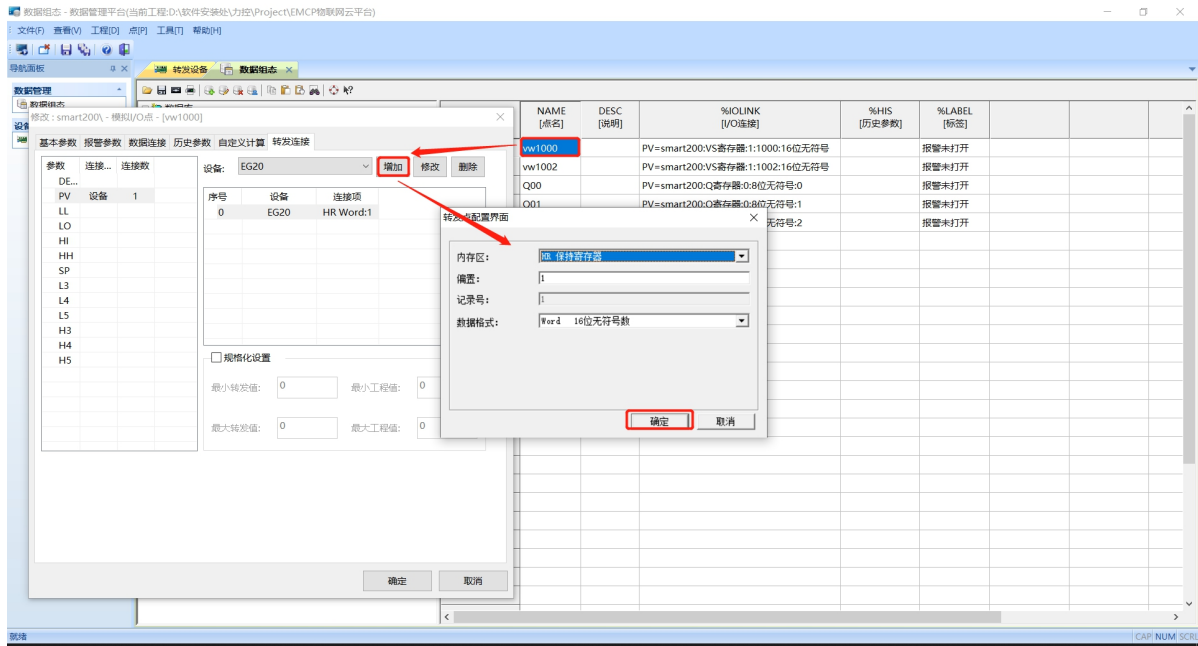 数据组态 - 数据管理平台(当前工程:D:\软件安装处\力控\Project\EMCP物联网云平台)
文件(F) 查看(V) 工程[D] 点[P] 工具[T] 帮助[H]
导航面板
转发设备 数据组态
数据管理
数据组态
修改 : smart200\ - 模拟I/O点 - [vw1000]
基本参数 报警参数 数据连接 历史参数 自定义计算 转发连接
参数 连接... 连接数
DE...
PV 设备 1
LL
LO
HI
HH
SP
L3
L4
L5
H3
H4
H5
设备: EG20 增加 修改 删除
序号 设备 连接项
0 EG20 HR Word:1
规格化设置
最小转发值: 0 最小工程值: 0
最大转发值: 0 最大工程值: 0
确定 取消
NAME DESC %IOLINK %HIS %LABEL
[点名] [说明] [I/O连接] [历史参数] [标签]
vw1000 PV=smart200:VS寄存器:1:1000:16位无符号 报警未打开
vw1002 PV=smart200:VS寄存器:1:1002:16位无符号 报警未打开
Q00 PV=smart200:Q寄存器:0:8位无符号:0 报警未打开
Q01 PV=smart200:Q寄存器:0:8位无符号:1 报警未打开
无符号:2 报警未打开
转发点配置界面
内存区: HR 保持寄存器
偏置: 1
记录号: 1
数据格式: Word 16位无符号数
确定 取消
就绪
CAP NUM SCRL